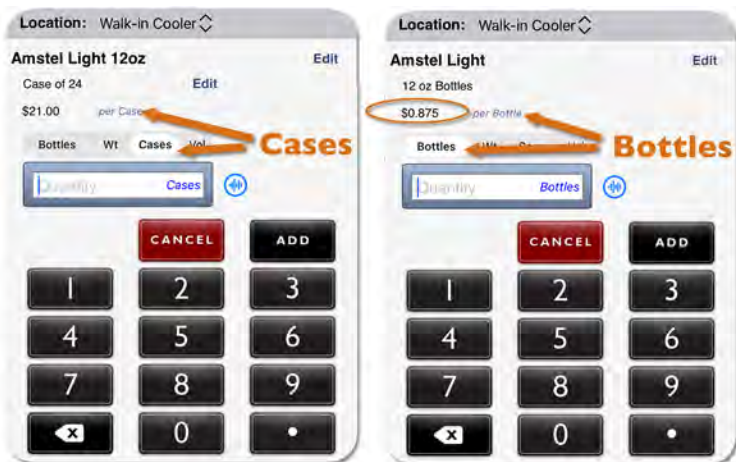 Location: Walk-in Cooler
Amstel Light 12oz Edit
Case of 24 Edit
$21.00 per Case
Bottles Wt Cases Vol
Cases
Quantity Cases
CANCEL ADD
1 2 3
4 5 6
7 8 9
x 0 .
Location: Walk-in Cooler
Amstel Light Edit
12 oz Bottles
$0.875 per Bottle
Bottles Wt
Bottles
Quantity Bottles
CANCEL ADD
1 2 3
4 5 6
7 8 9
x 0 .